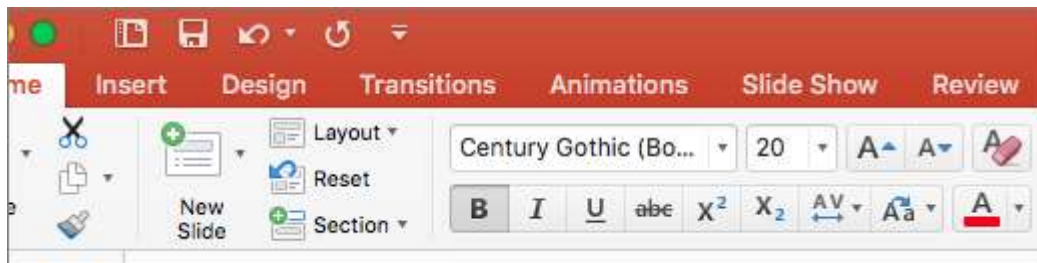 me Insert Design Transitions Animations Slide Show Review
Layout
Century Gothic (Bo... 20 A A A
Reset
New
Slide
Section
B I U abc X² X₂ AV Aa A